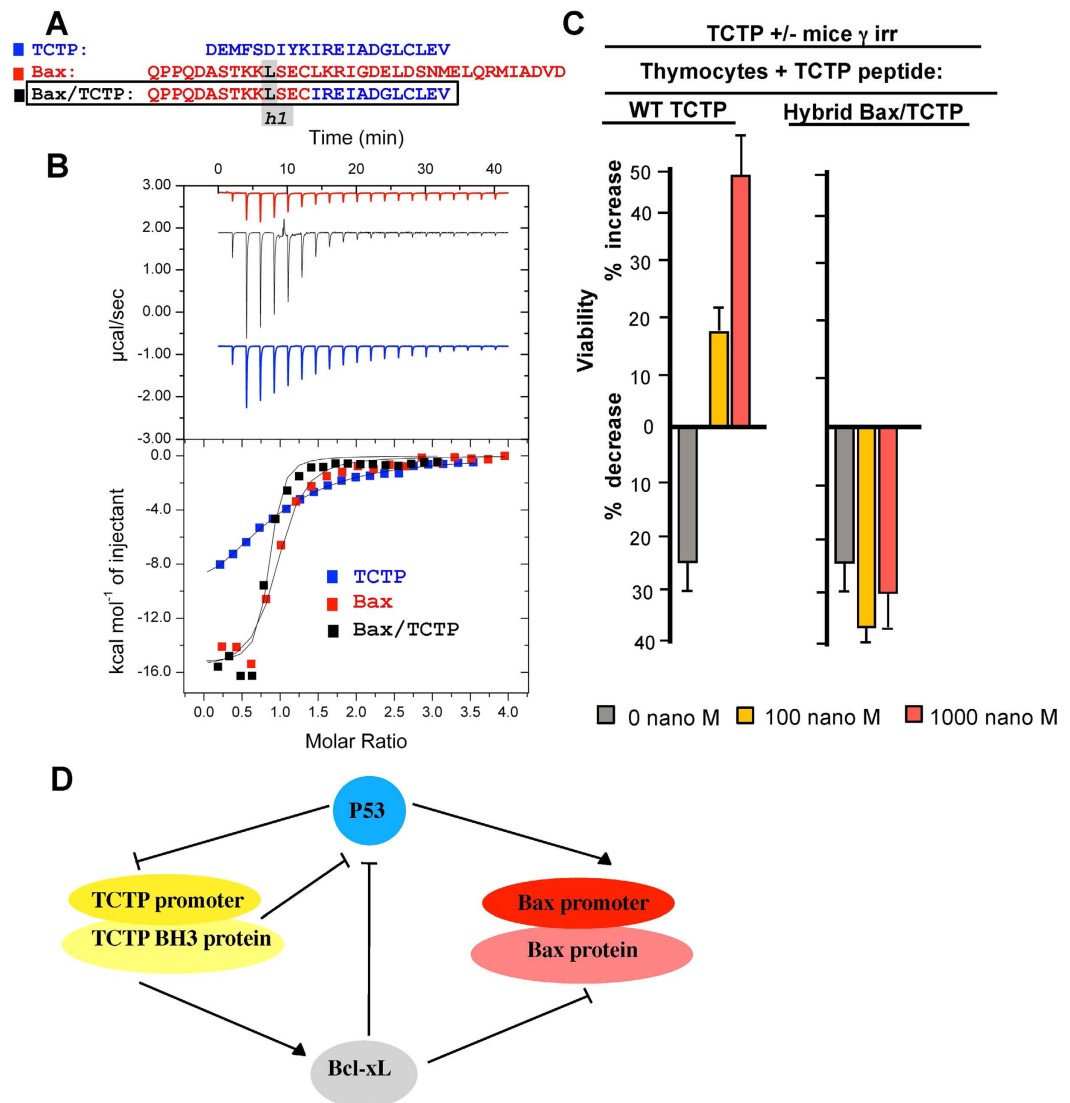 A
TCTP: DEMFSDIYKIREIADGLCLEV
Bax: QPPQDASTKKLSECLKRIGDELDSNMELQRMIADVD
Bax/TCTP: QPPQDASTKKLSECIREIADGLCLEV
h1
B
Time (min)
0 10 20 30 40
3.00
2.00
1.00
0.00
-1.00
-2.00
-3.00
µcal/sec
0.0
-4.0
-8.0
-12.0
-16.0
kcal mol-1 of injectant
TCTP
Bax
Bax/TCTP
0.0 0.5 1.0 1.5 2.0 2.5 3.0 3.5 4.0
Molar Ratio
C
TCTP +/- mice γ irr
Thymocytes + TCTP peptide:
WT TCTP Hybrid Bax/TCTP
50
40
30
20
10
0
10
20
30
40
% increase
Viability
% decrease
0 nano M 100 nano M 1000 nano M
D
P53
TCTP promoter
TCTP BH3 protein
Bax promoter
Bax protein
Bcl-xL